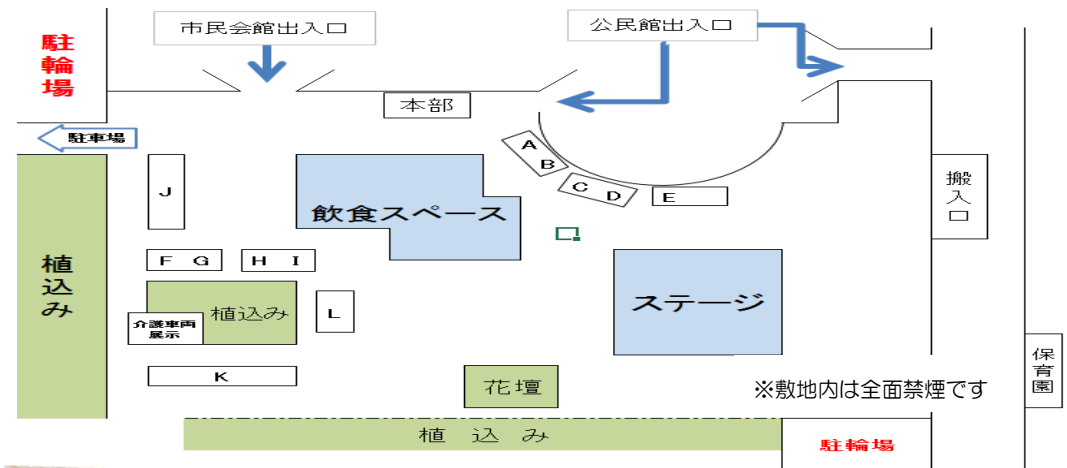 市民会館出入口
公民館出入口
駐
輪
場
本部
駐車場
A
B
C
D
E
J
搬
入
口
飲食スペース
F G
H I
植
込
み
植込み
L
ステージ
介護車両
展示
K
花壇
※敷地内は全面禁煙です
保
育
園
植 込 み
駐輪場